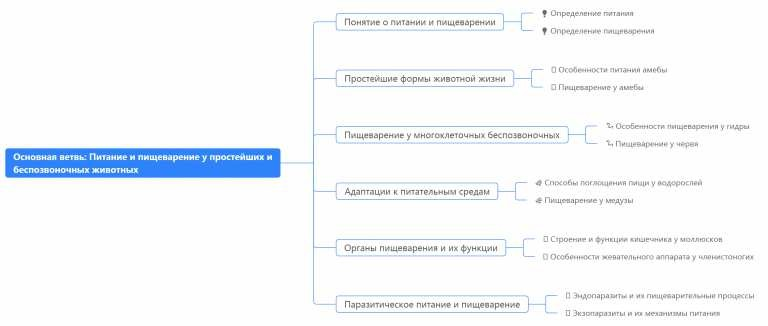 Понятие о питании и пищеварении
Определение питания
Определение пищеварения
Простейшие формы животной жизни
Особенности питания амебы
Пищеварение у амебы
Пищеварение у многоклеточных беспозвоночных
Особенности пищеварения у гидры
Пищеварение у червя
Основная ветвь: Питание и пищеварение у простейших и
беспозвоночных животных
Адаптации к питательным средам
Способы поглощения пищи у водорослей
Пищеварение у медузы
Органы пищеварения и их функции
Строение и функции кишечника у моллюсков
Особенности жевательного аппарата у членистоногих
Паразитическое питание и пищеварение
Эндопаразиты и их пищеварительные процессы
Экзопаразиты и их механизмы питания